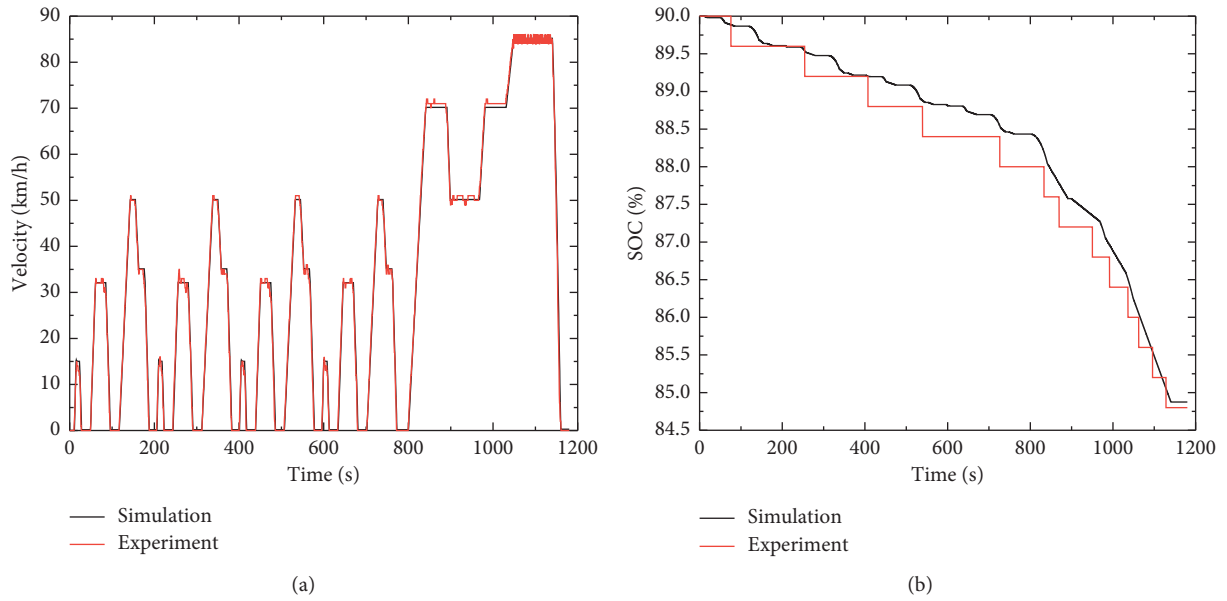 90
80
70
60
50
40
30
20
10
0
Velocity (km/h)
0 200 400 600 800 1000 1200
Time (s)
Simulation
Experiment
(a)
90.0
89.5
89.0
88.5
88.0
87.5
87.0
86.5
86.0
85.5
85.0
84.5
SOC (%)
0 200 400 600 800 1000 1200
Time (s)
Simulation
Experiment
(b)